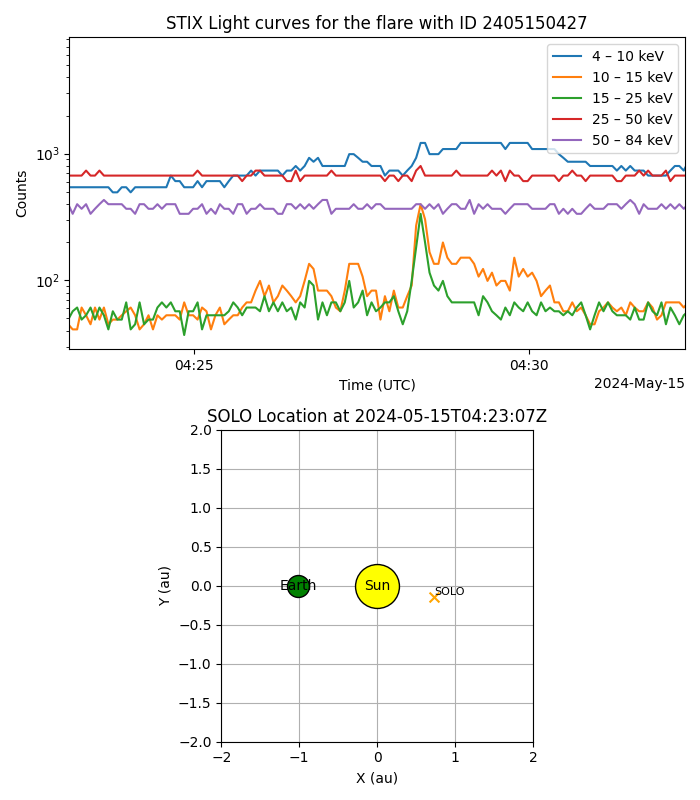 STIX Light curves for the flare with ID 2405150427
4 – 10 keV
10 – 15 keV
15 – 25 keV
25 – 50 keV
50 – 84 keV
10³
10²
Counts
04:25
04:30
Time (UTC)
2024-May-15
SOLO Location at 2024-05-15T04:23:07Z
2.0
1.5
1.0
0.5
0.0
−0.5
−1.0
−1.5
−2.0
Y (au)
Earth
Sun
SOLO
−2
−1
0
1
2
X (au)